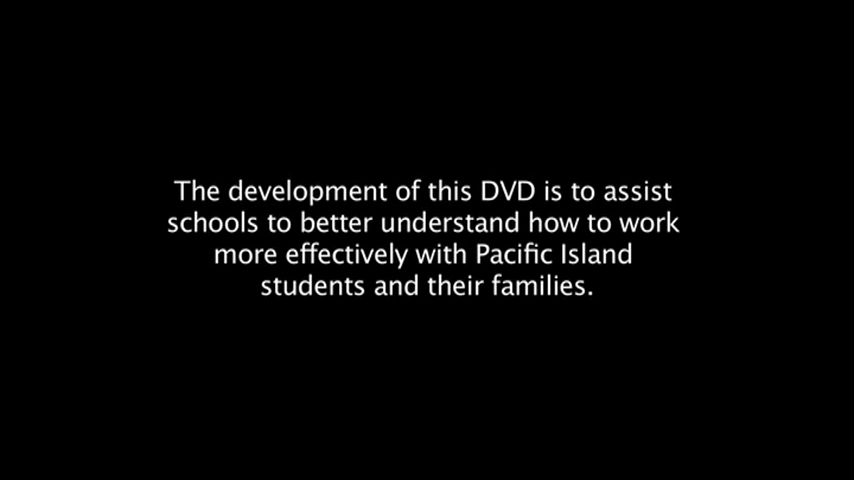 The development of this DVD is to assist
schools to better understand how to work
more effectively with Pacific Island
students and their families.